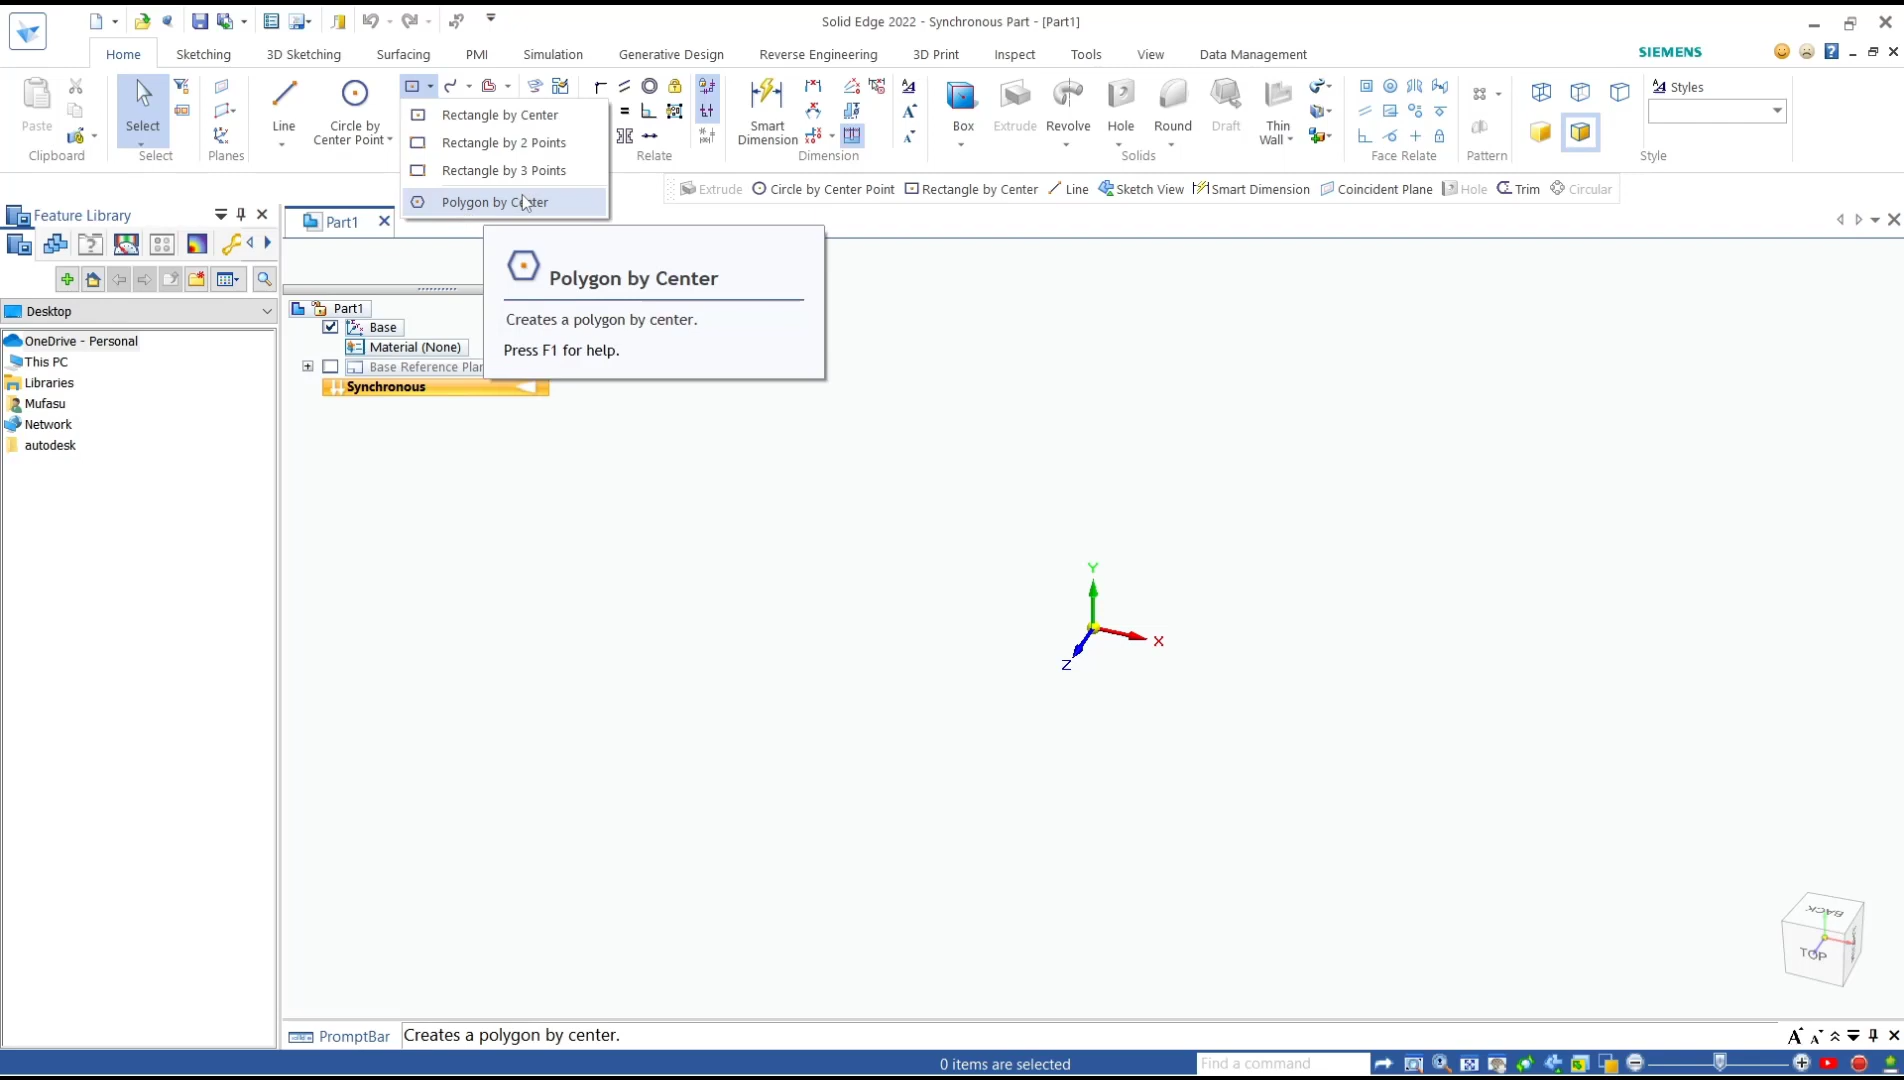 Solid Edge 2022 - Synchronous Part - [Part1]
Home Sketching 3D Sketching Surfacing PMI Simulation Generative Design Reverse Engineering 3D Print Inspect Tools View Data Management SIEMENS
Styles
Paste Select Line Circle by Center Point Smart Dimension Box Extrude Revolve Hole Round Draft Thin Wall
Clipboard Select Planes Relate Dimension Solids Face Relate Pattern Style
Rectangle by Center
Rectangle by 2 Points
Rectangle by 3 Points
Polygon by Center
Extrude Circle by Center Point Rectangle by Center Line Sketch View Smart Dimension Coincident Plane Hole Trim Circular
Feature Library
Part1
Polygon by Center
Creates a polygon by center.
Press F1 for help.
Desktop
OneDrive - Personal
This PC
Libraries
Mufasu
Network
autodesk
Part1
Base
Material (None)
Base Reference Plan
Synchronous
Y
X
Z
BACK
TOP
PromptBar Creates a polygon by center.
0 items are selected
Find a command